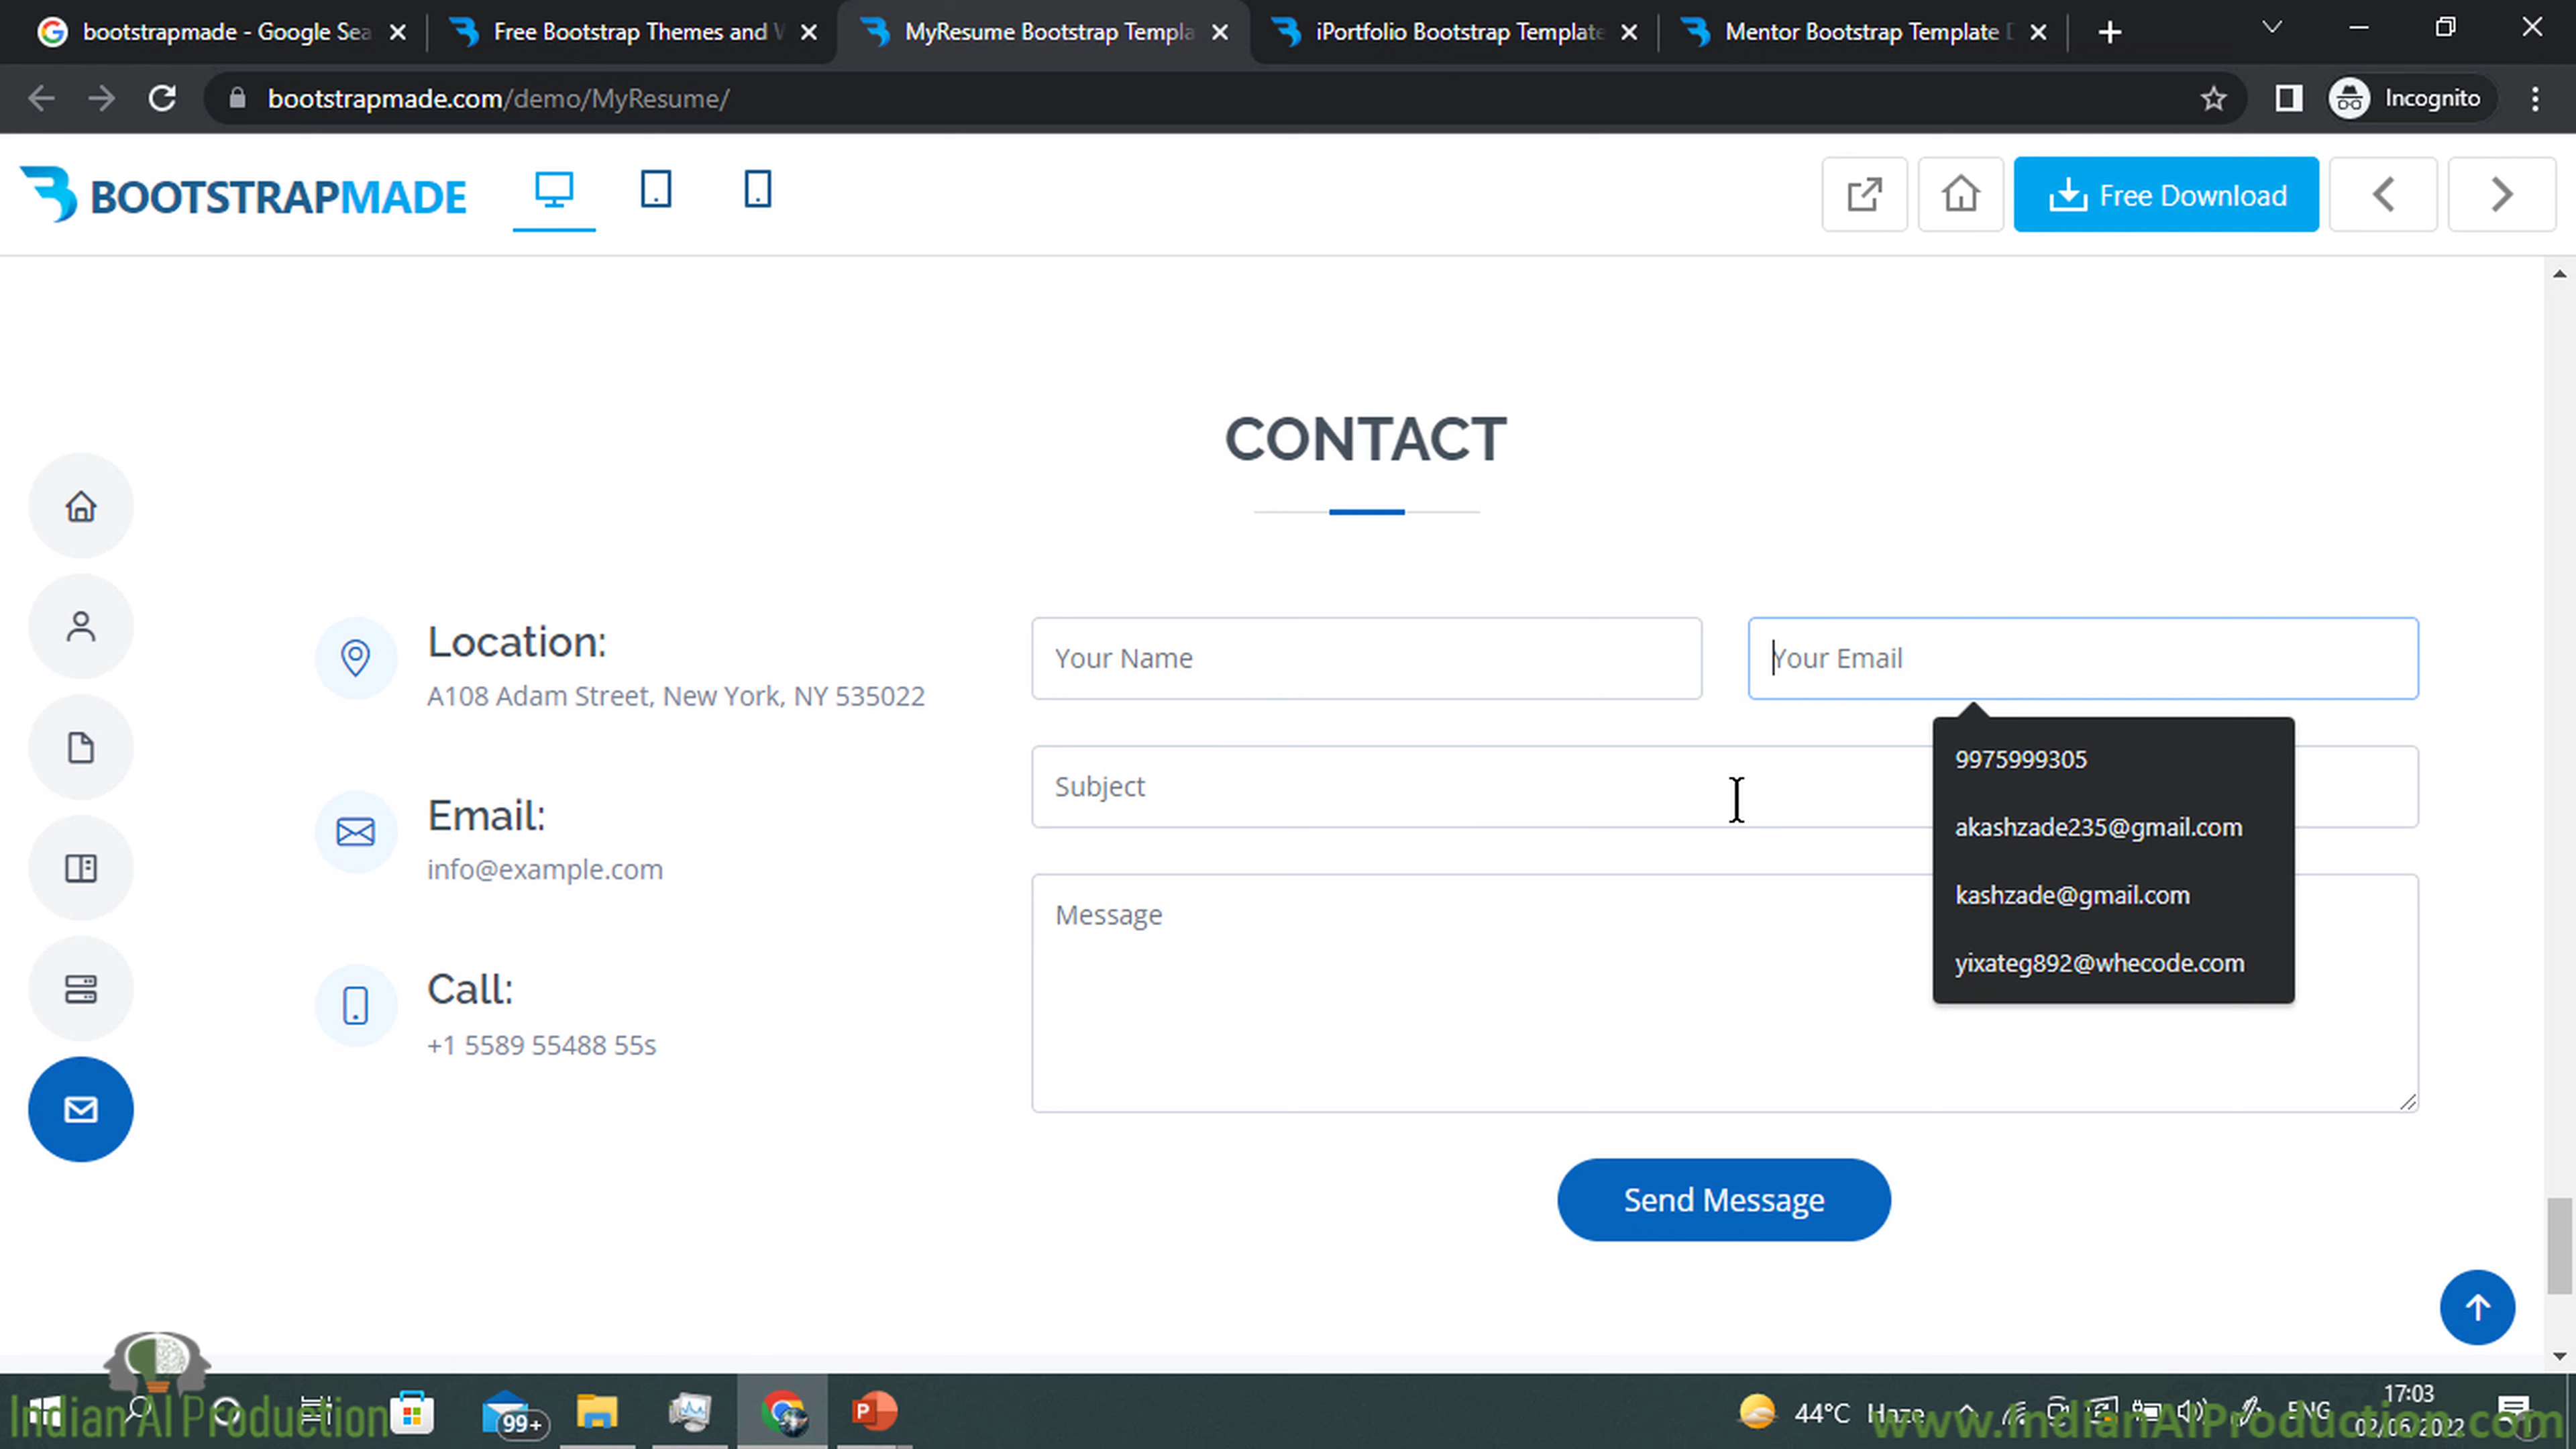 bootstrapmade - Google Sea
Free Bootstrap Themes and W
MyResume Bootstrap Templa
iPortfolio Bootstrap Template
Mentor Bootstrap Template D
bootstrapmade.com/demo/MyResume/
Incognito
BOOTSTRAPMADE
Free Download
CONTACT
Location:
A108 Adam Street, New York, NY 535022
Email:
info@example.com
Call:
+1 5589 55488 55s
Your Name
Your Email
Subject
Message
9975999305
akashzade235@gmail.com
kashzade@gmail.com
yixateg892@whecode.com
Send Message
Indian AI Production
99+
P
44°C Haze
ENG
17:03
02/06/2022
www.IndianAIProduction.com